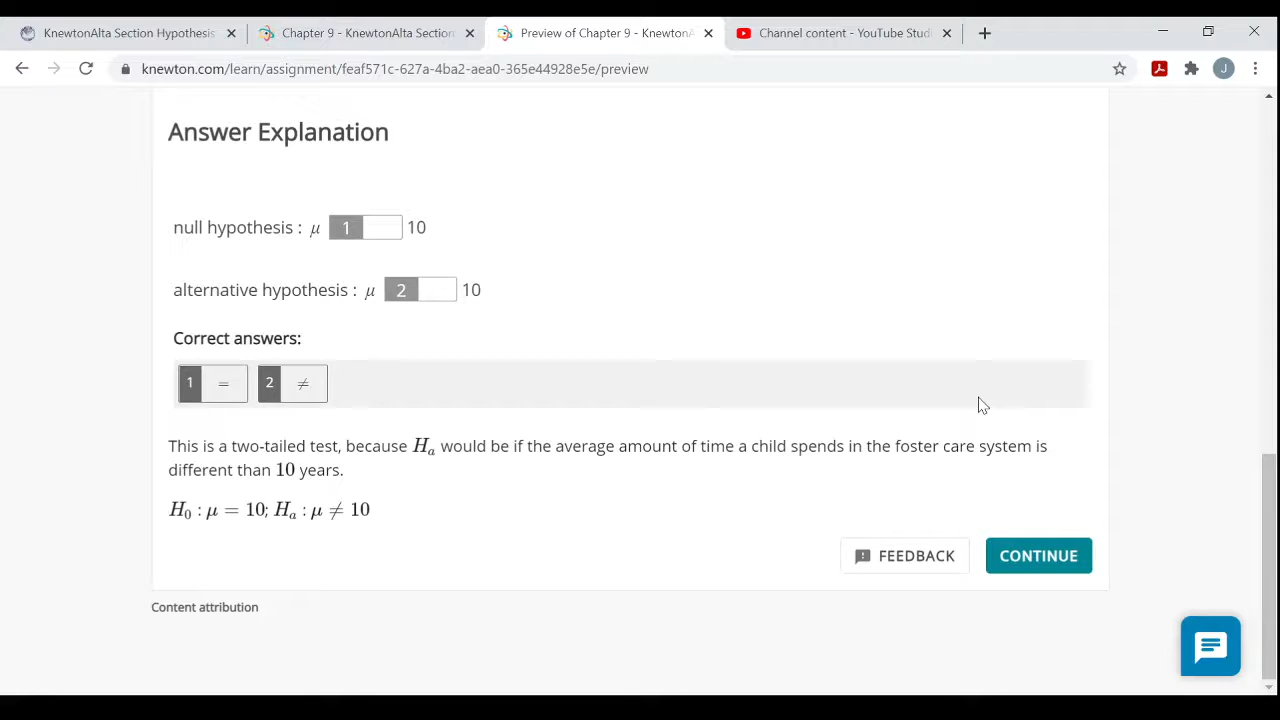 KnewtonAlta Section Hypothesis
Chapter 9 - KnewtonAlta Section
Preview of Chapter 9 - KnewtonA
Channel content - YouTube Studi
knewton.com/learn/assignment/feaf571c-627a-4ba2-aea0-365e44928e5e/preview
J
Answer Explanation
null hypothesis : μ 1 10
alternative hypothesis : μ 2 10
Correct answers:
1 = 2 ≠
This is a two-tailed test, because Hₐ would be if the average amount of time a child spends in the foster care system is
different than 10 years.
H₀ : μ = 10; Hₐ : μ ≠ 10
FEEDBACK
CONTINUE
Content attribution